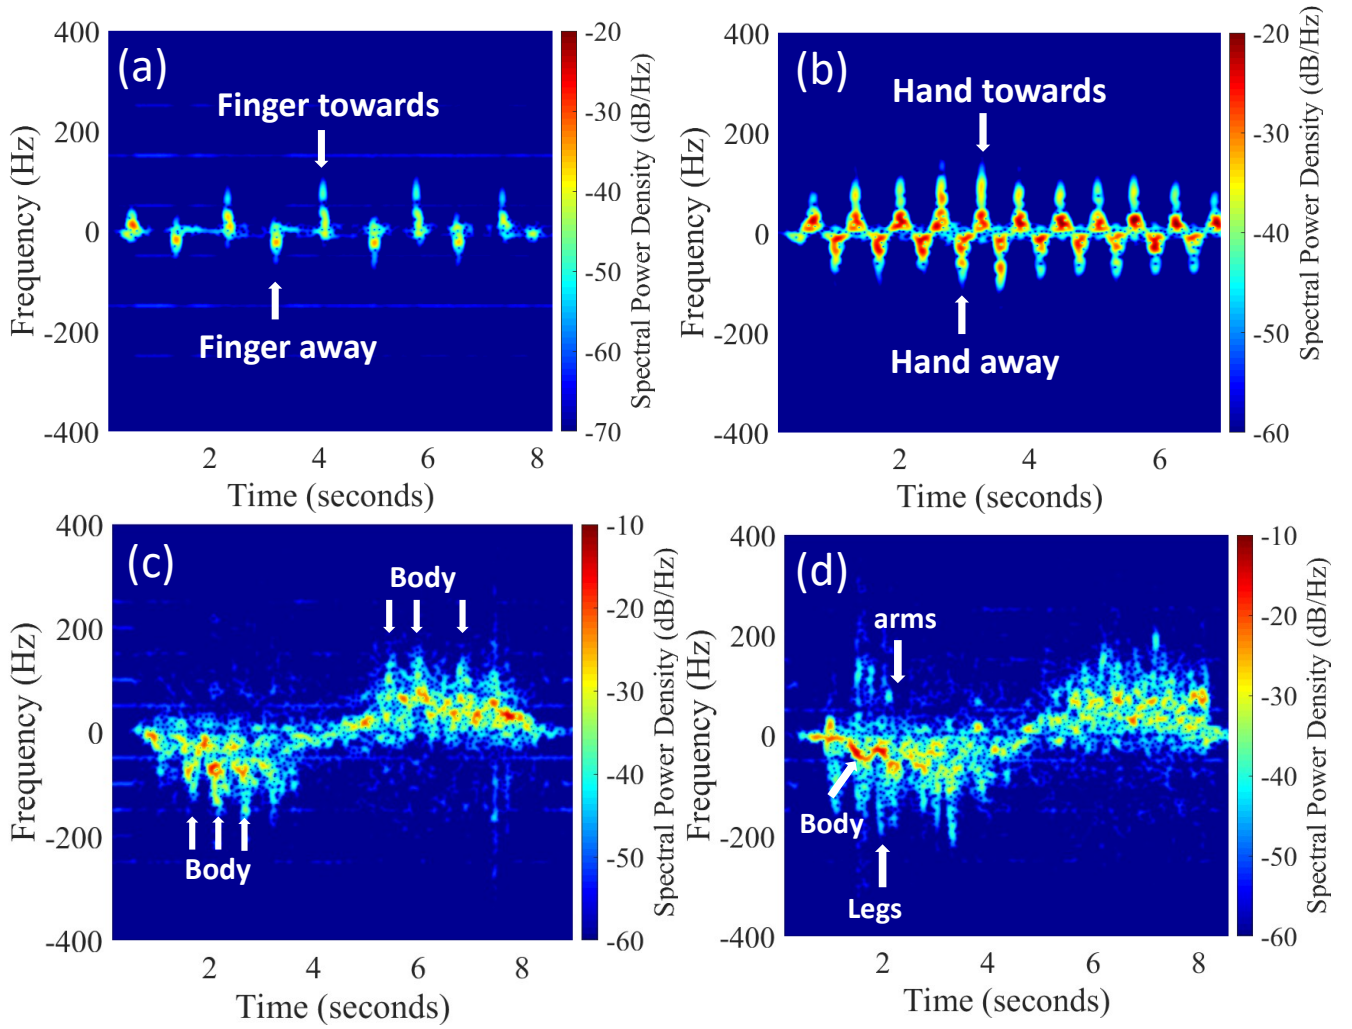 (a)
Finger towards
Finger away
400
200
0
-200
-400
Frequency (Hz)
2
4
6
8
Time (seconds)
-20
-30
-40
-50
-60
-70
Spectral Power Density (dB/Hz)
(b)
Hand towards
Hand away
400
200
0
-200
-400
Frequency (Hz)
2
4
6
Time (seconds)
-20
-30
-40
-50
-60
Spectral Power Density (dB/Hz)
(c)
Body
Body
400
200
0
-200
-400
Frequency (Hz)
2
4
6
8
Time (seconds)
-10
-20
-30
-40
-50
-60
Spectral Power Density (dB/Hz)
(d)
arms
Body
Legs
400
200
0
-200
-400
Frequency (Hz)
2
4
6
8
Time (seconds)
-10
-20
-30
-40
-50
-60
Spectral Power Density (dB/Hz)